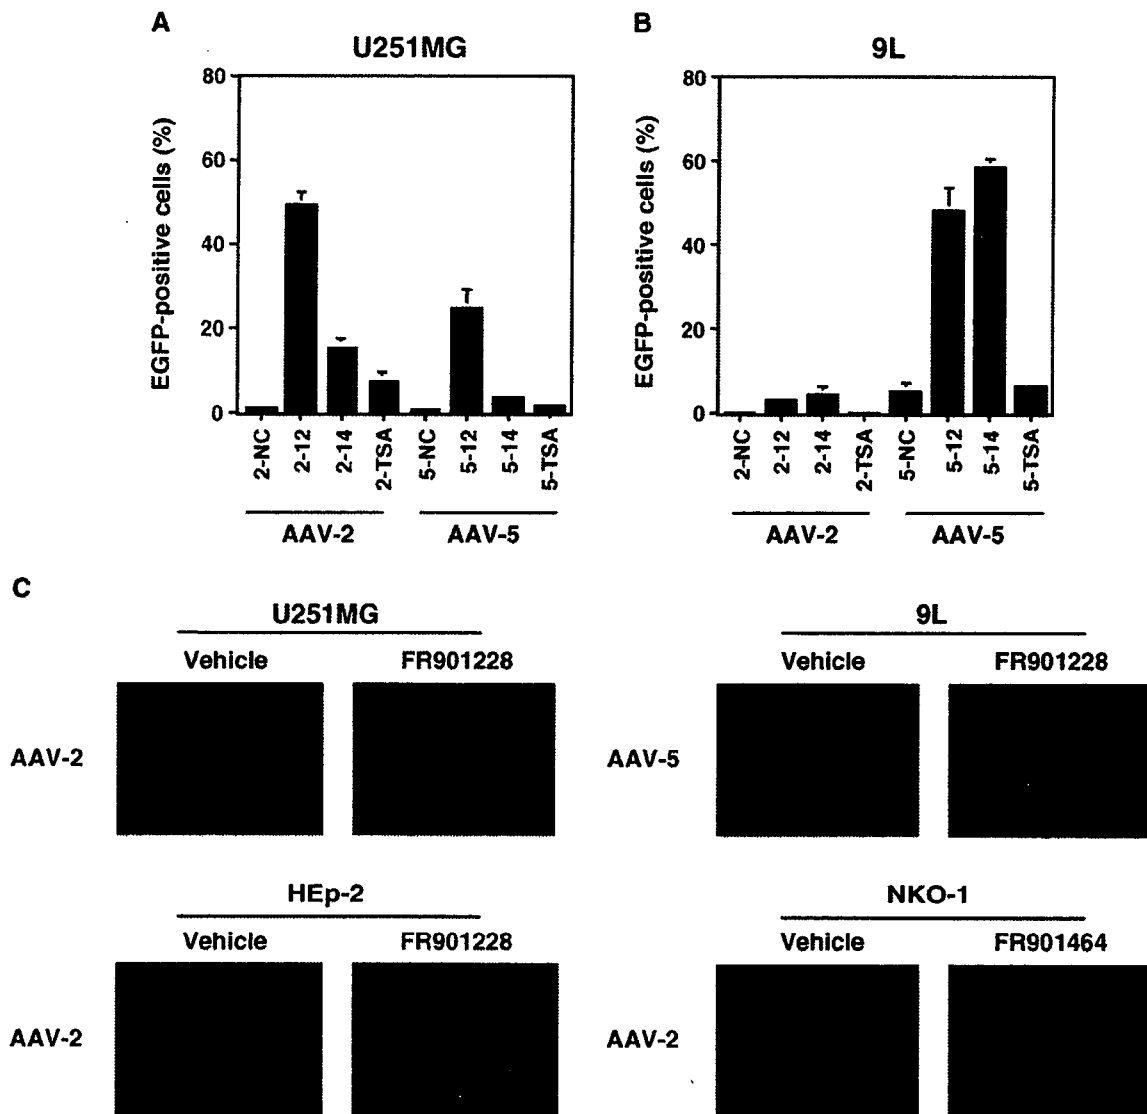 A
U251MG
EGFP-positive cells (%)
80
60
40
20
0
2-NC
2-12
2-14
2-TSA
5-NC
5-12
5-14
5-TSA
AAV-2
AAV-5
B
9L
EGFP-positive cells (%)
80
60
40
20
0
2-NC
2-12
2-14
2-TSA
5-NC
5-12
5-14
5-TSA
AAV-2
AAV-5
C
U251MG
Vehicle
FR901228
AAV-2
9L
Vehicle
FR901228
AAV-5
HEp-2
Vehicle
FR901228
AAV-2
NKO-1
Vehicle
FR901464
AAV-2